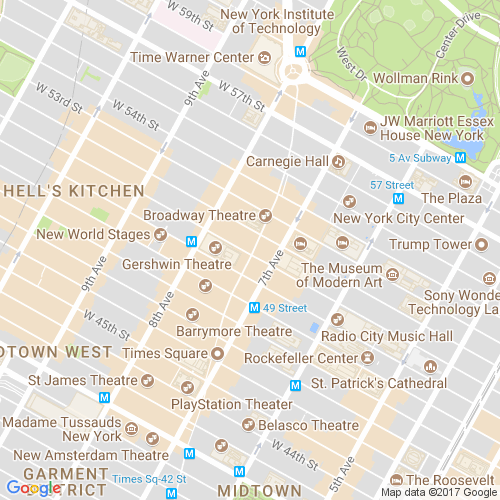 W 59th St
New York Institute
of Technology
Center Drive
Time Warner Center
West Dr
Wollman Rink
9th Ave
W 53rd St
W 54th St
W 57th St
JW Marriott Essex
House New York
Carnegie Hall
5 Av Subway
57 Street
The Plaza
HELL'S KITCHEN
Broadway Theatre
New York City
Center
New World Stages
Trump Tower
Gershwin Theatre
7th Ave
The Museum
of Modern Art
9th Ave
8th Ave
Sony Wonde
Technology La
49 Street
W 45th St
Barrymore Theatre
Radio City Music Hall
DTOWN WEST
Times Square
Rockefeller Center
St James Theatre
St. Patrick's Cathedral
PlayStation Theater
Madame Tussauds
New York
Belasco Theatre
New Amsterdam Theatre
W 44th St
5th Ave
GARMENT
DISTRICT
Times Sq-42 St
MIDTOWN
The Roosevelt
Google
Map data ©2017 Google